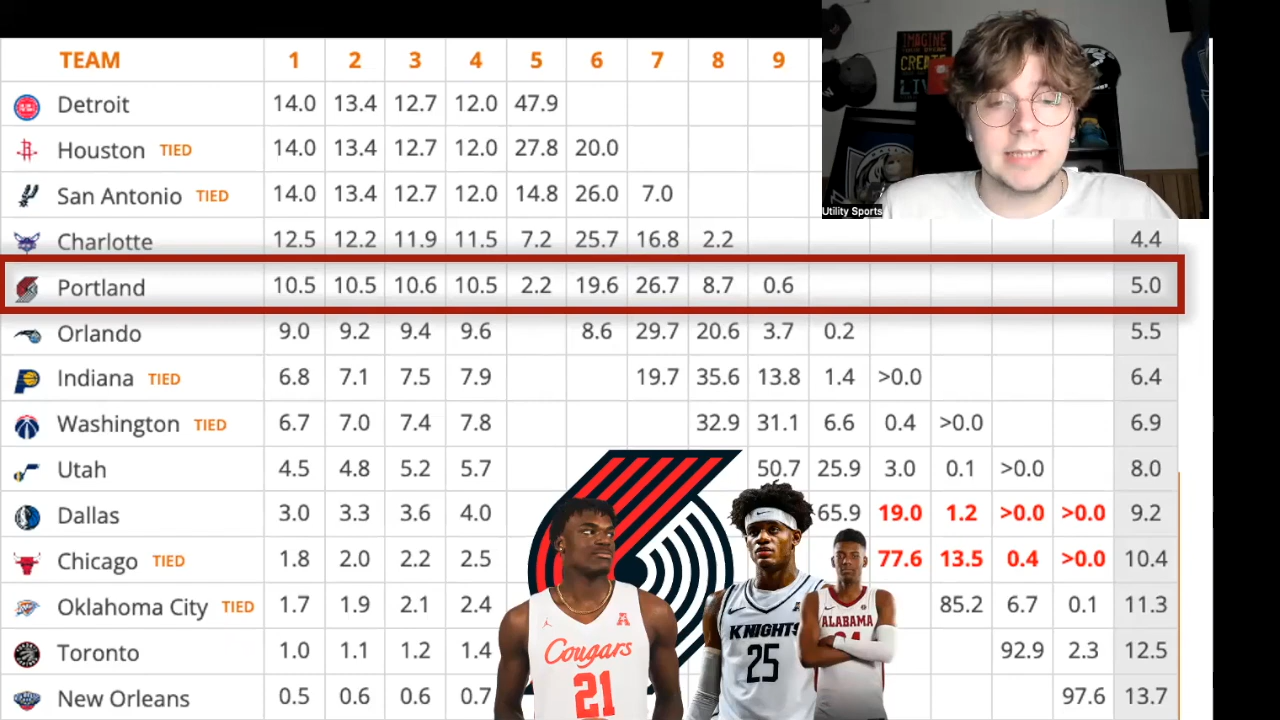 TEAM 1 2 3 4 5 6 7 8 9
Detroit 14.0 13.4 12.7 12.0 47.9
Houston TIED 14.0 13.4 12.7 12.0 27.8 20.0
San Antonio TIED 14.0 13.4 12.7 12.0 14.8 26.0 7.0
Charlotte 12.5 12.2 11.9 11.5 7.2 25.7 16.8 2.2 4.4
Portland 10.5 10.5 10.6 10.5 2.2 19.6 26.7 8.7 0.6 5.0
Orlando 9.0 9.2 9.4 9.6 8.6 29.7 20.6 3.7 0.2 5.5
Indiana TIED 6.8 7.1 7.5 7.9 19.7 35.6 13.8 1.4 >0.0 6.4
Washington TIED 6.7 7.0 7.4 7.8 32.9 31.1 6.6 0.4 >0.0 6.9
Utah 4.5 4.8 5.2 5.7 50.7 25.9 3.0 0.1 >0.0 8.0
Dallas 3.0 3.3 3.6 4.0 65.9 19.0 1.2 >0.0 >0.0 9.2
Chicago TIED 1.8 2.0 2.2 2.5 77.6 13.5 0.4 >0.0 10.4
Oklahoma City TIED 1.7 1.9 2.1 2.4 85.2 6.7 0.1 11.3
Toronto 1.0 1.1 1.2 1.4 92.9 2.3 12.5
New Orleans 0.5 0.6 0.6 0.7 97.6 13.7
IMAGINE
CREATE
LIV
Utility Sports
Cougars
21
KNIGHTS
25
ALABAMA